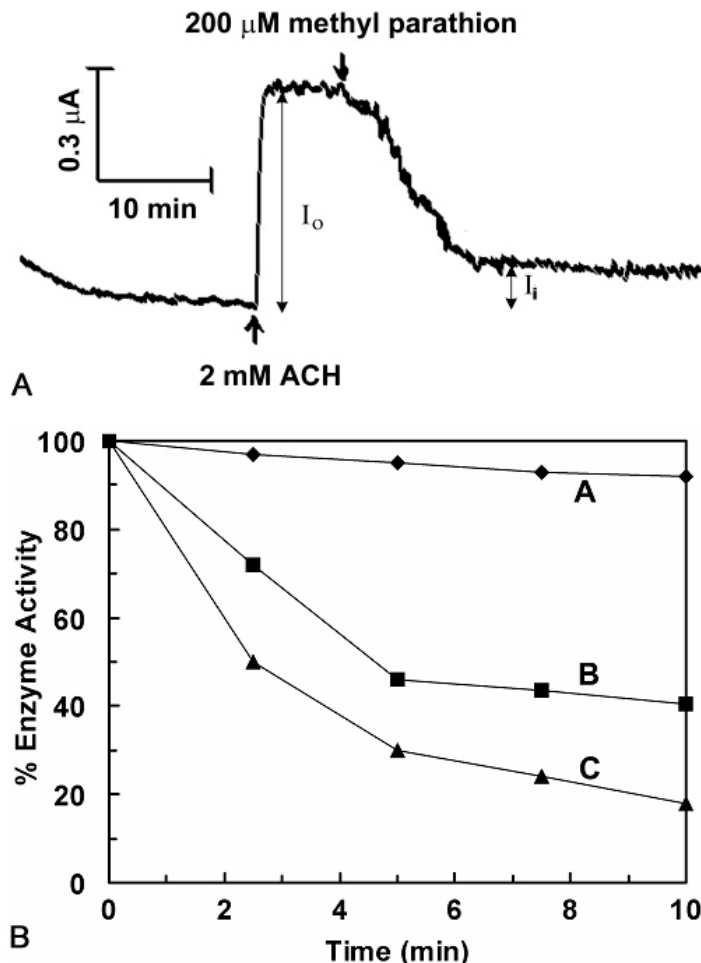 200 μM methyl parathion
0.3 μA
10 min
Io
Ii
2 mM ACH
A
100
80
60
40
20
0
% Enzyme Activity
A
B
C
0 2 4 6 8 10
Time (min)
B